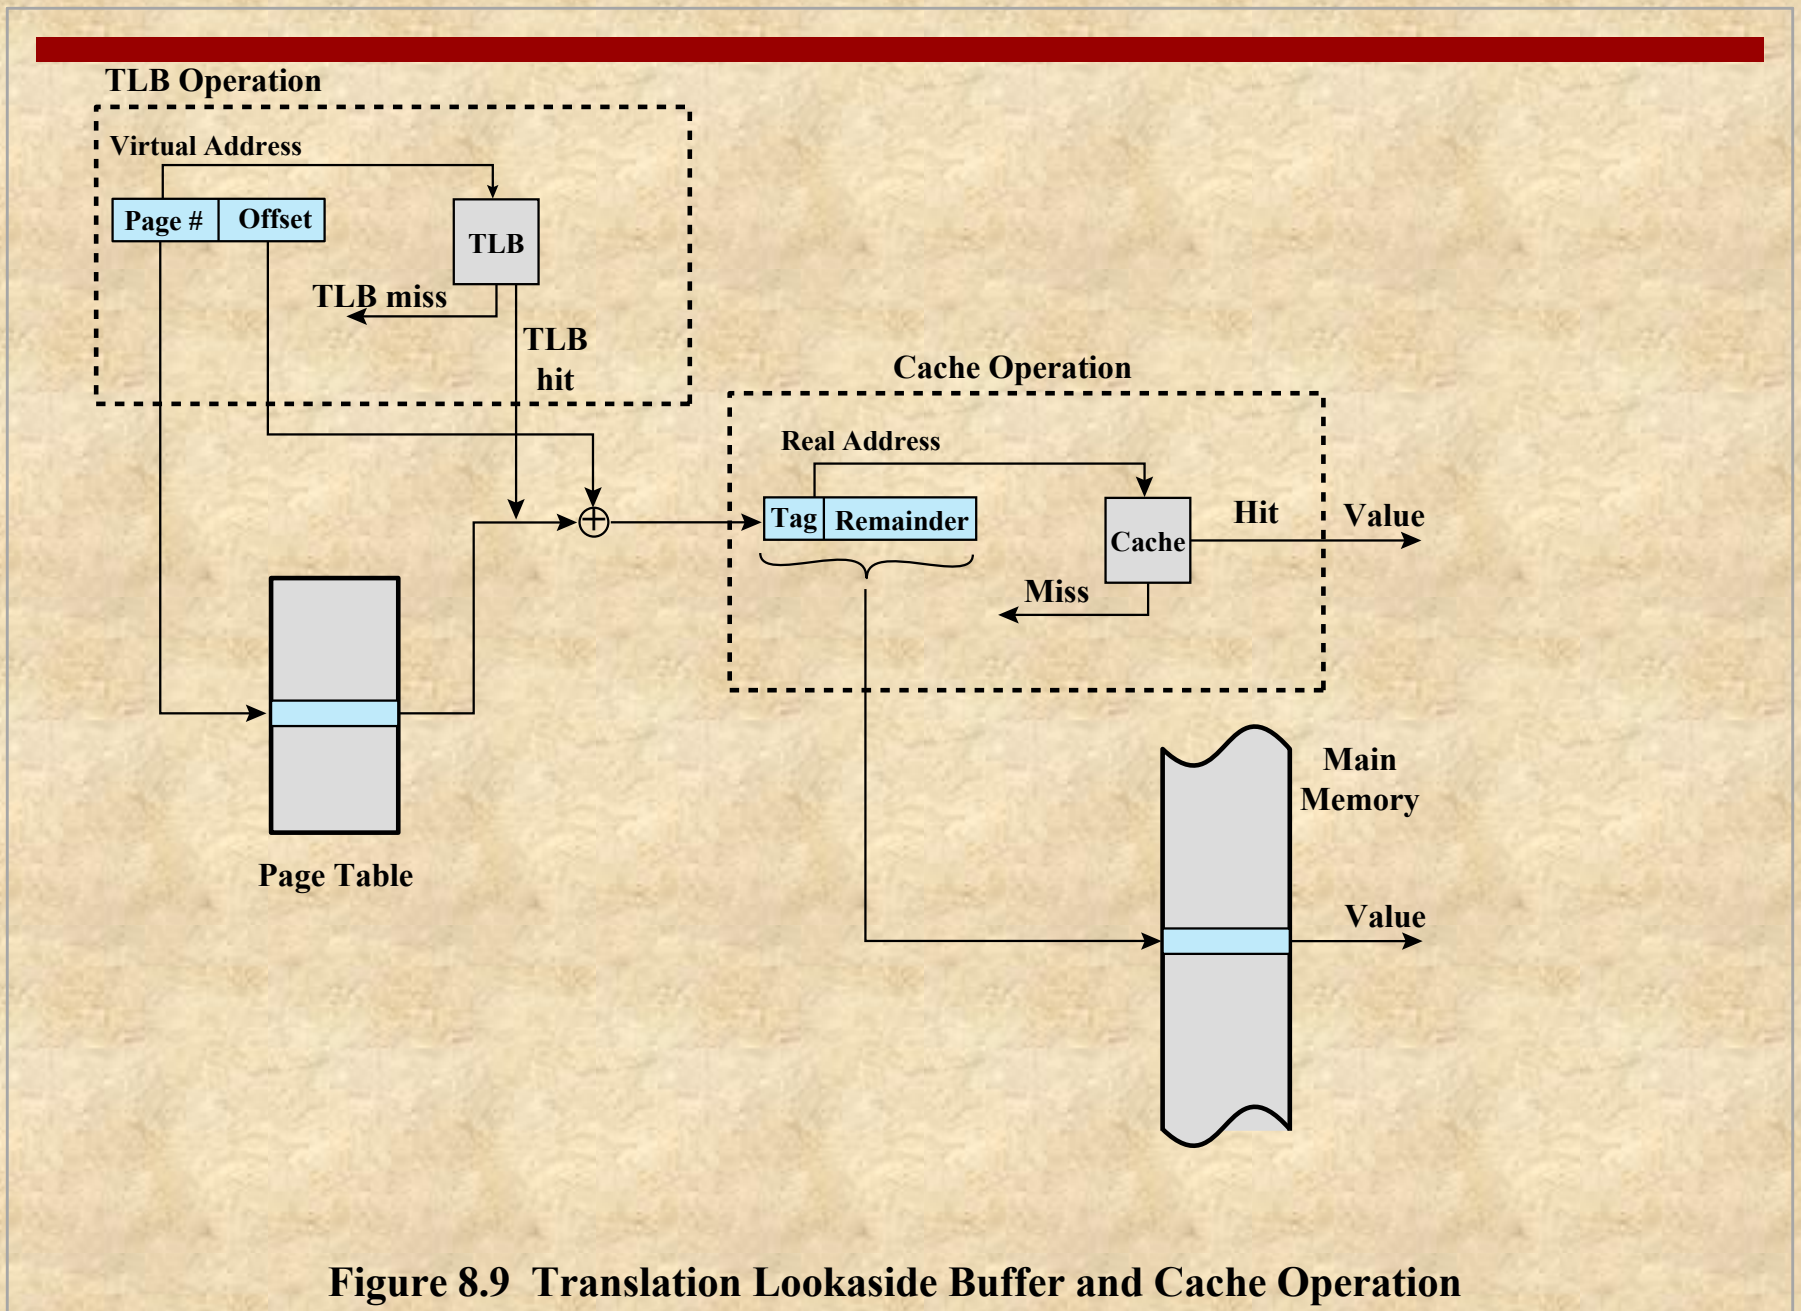 TLB Operation
Virtual Address
Page #
Offset
TLB
TLB miss
TLB
hit
Cache Operation
Real Address
Tag
Remainder
Cache
Hit
Value
Miss
Main
Memory
Page Table
Value
Figure 8.9 Translation Lookaside Buffer and Cache Operation